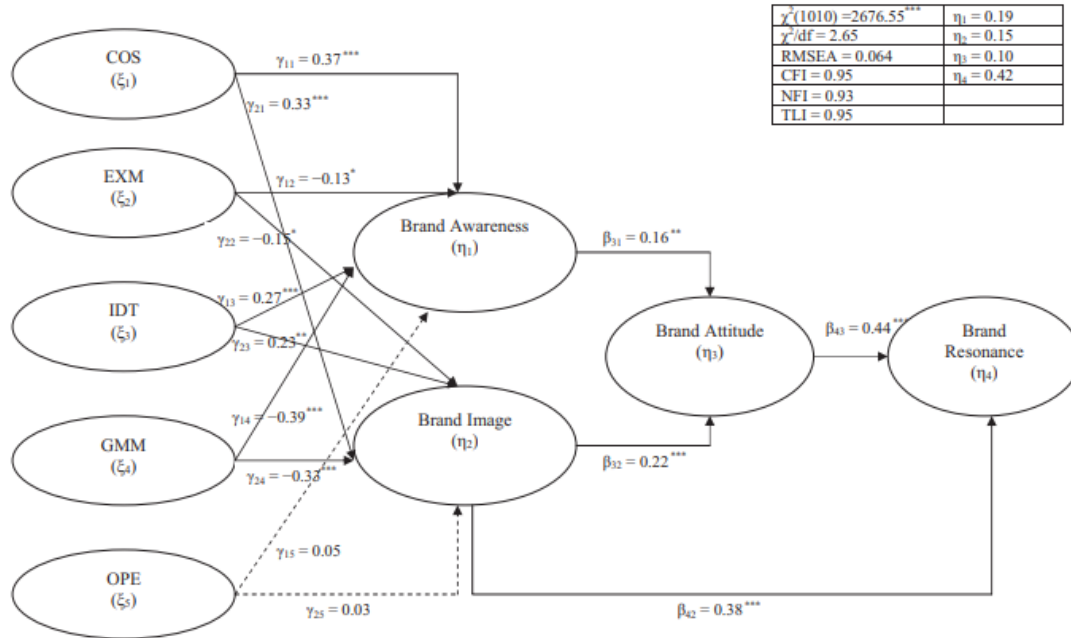 χ²(1010) =2676.55*** η₁ = 0.19
χ²/df = 2.65 η₂ = 0.15
RMSEA = 0.064 η₃ = 0.10
CFI = 0.95 η₄ = 0.42
NFI = 0.93
TLI = 0.95
COS
(ξ₁)
γ₁₁ = 0.37***
γ₂₁ = 0.33***
EXM
(ξ₂)
γ₁₂ = −0.13*
γ₂₂ = −0.15*
Brand Awareness
(η₁)
β₃₁ = 0.16**
IDT
(ξ₃)
γ₁₃ = 0.27***
γ₂₃ = 0.23**
Brand Attitude
(η₃)
β₄₃ = 0.44***
Brand
Resonance
(η₄)
GMM
(ξ₄)
γ₁₄ = −0.39***
γ₂₄ = −0.33***
Brand Image
(η₂)
β₃₂ = 0.22***
OPE
(ξ₅)
γ₁₅ = 0.05
γ₂₅ = 0.03
β₄₂ = 0.38***